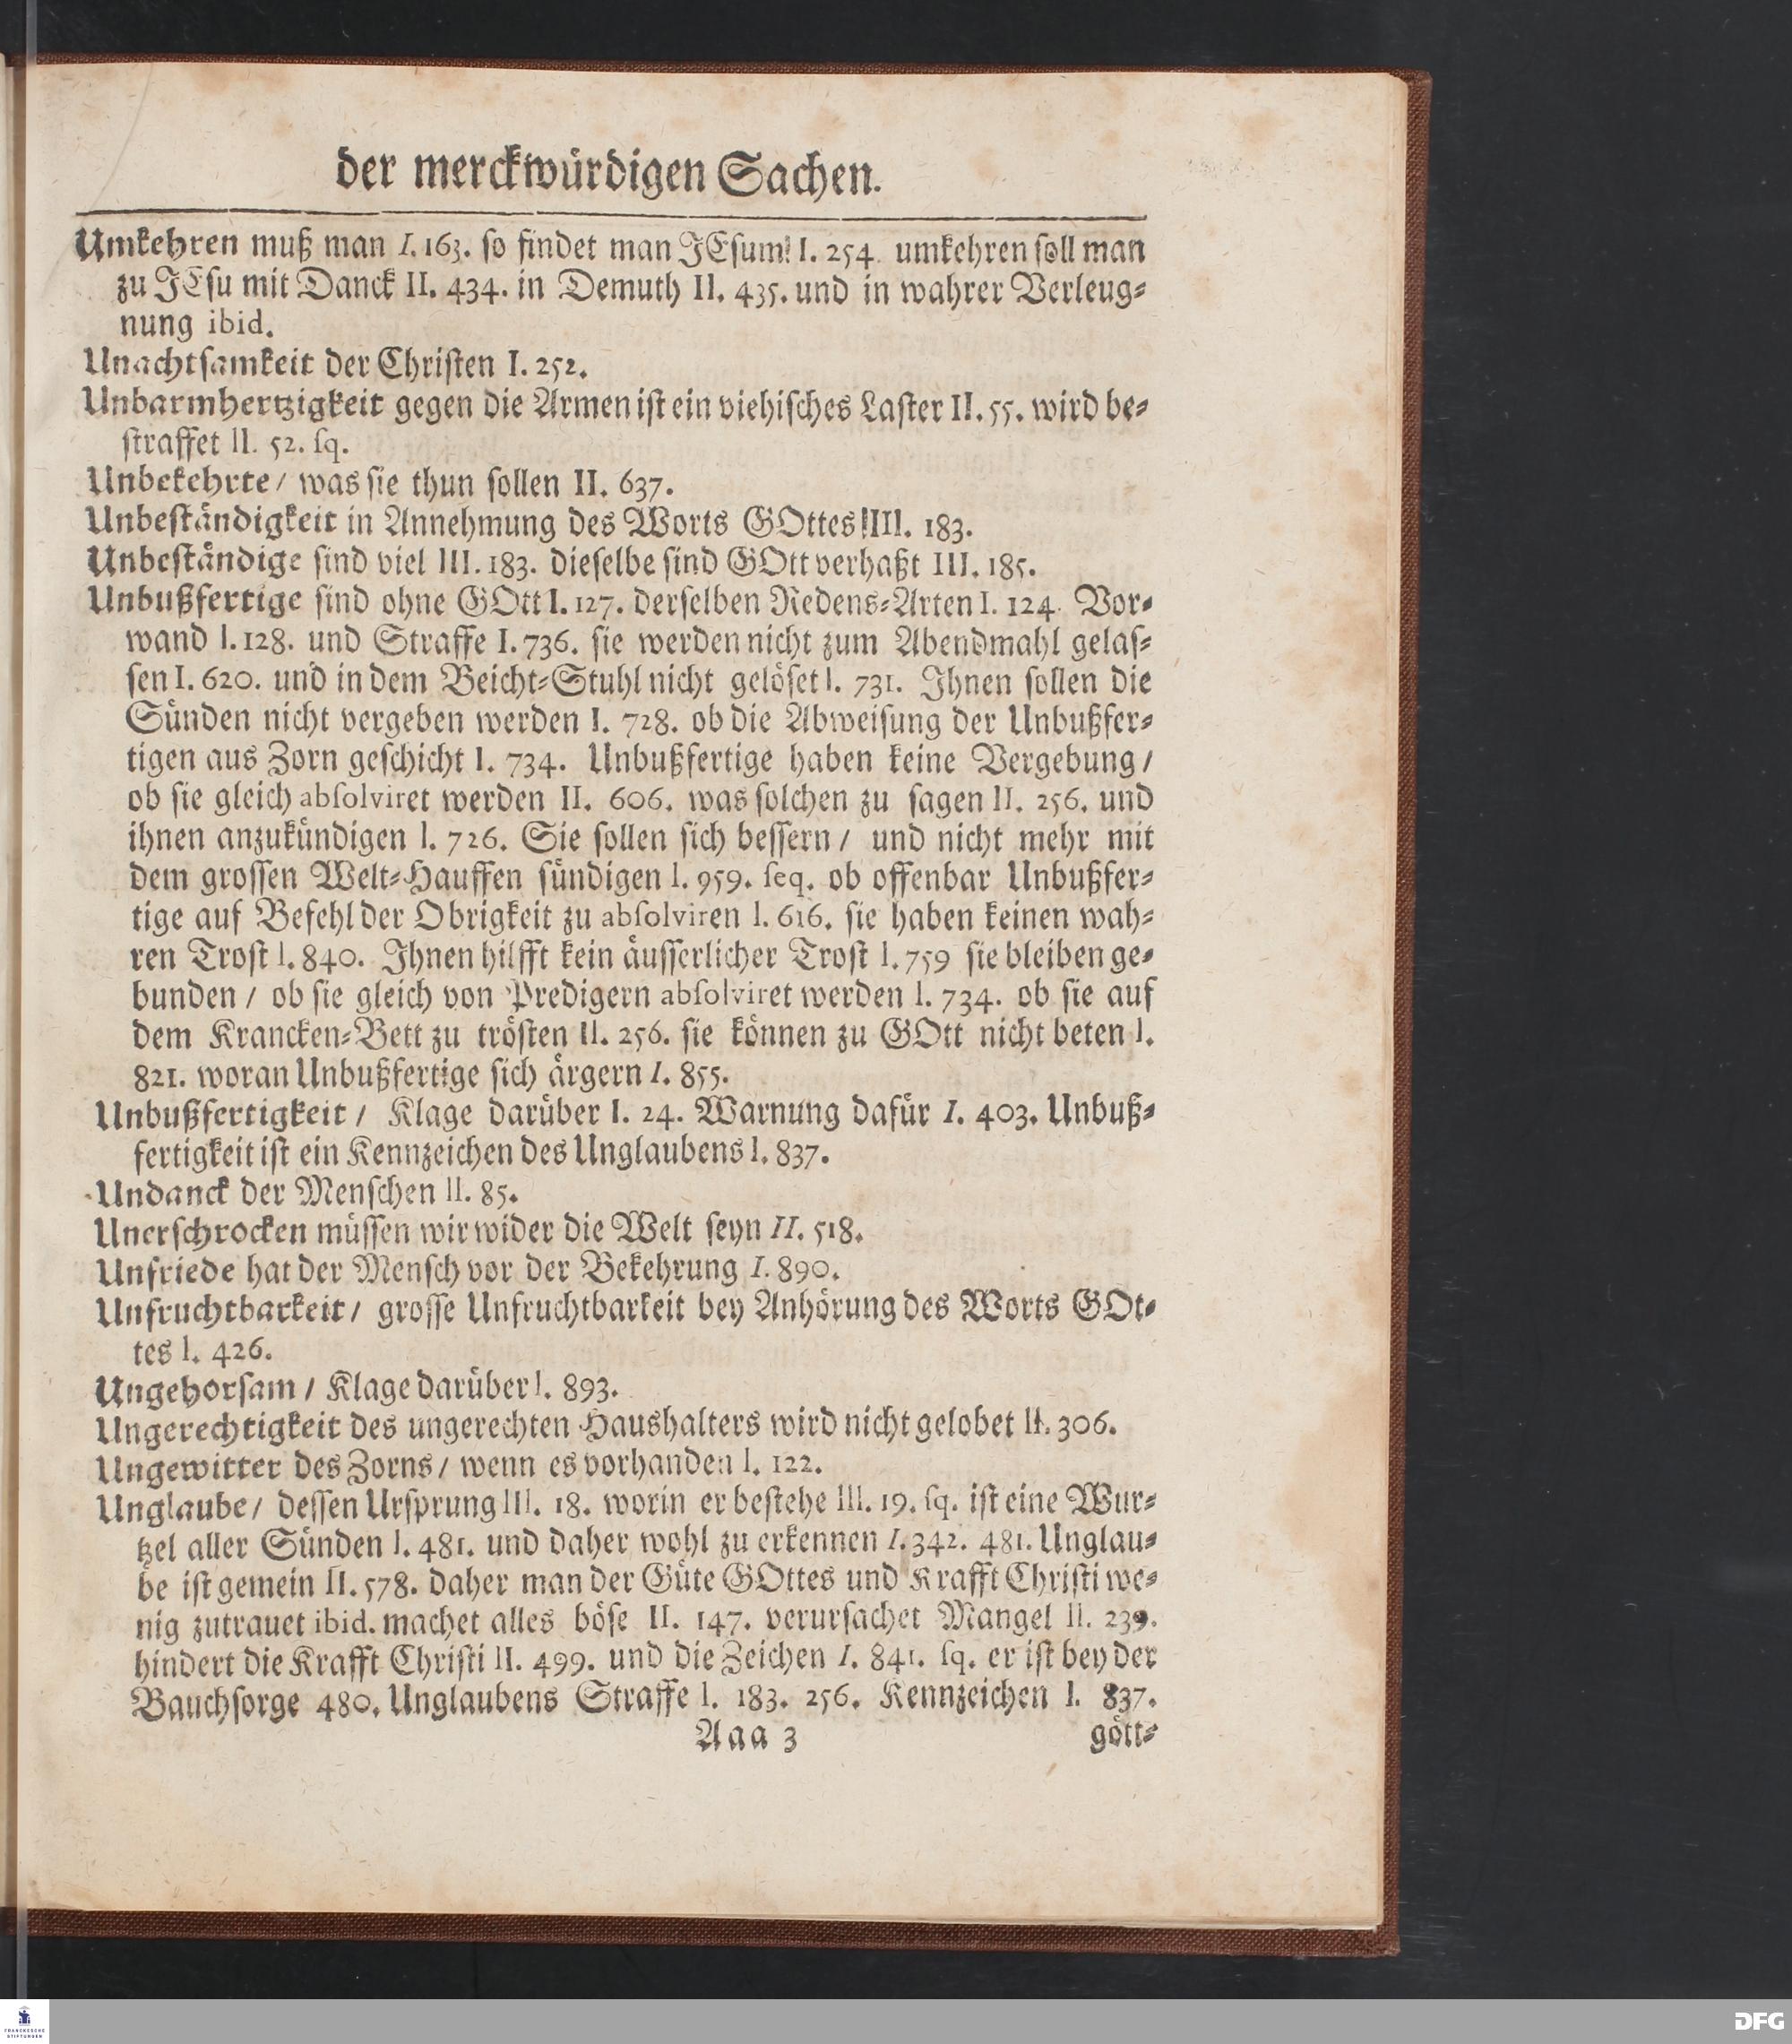 der merckwürdigen Sachen.
Umkehren muß man I. 163. so findet man JEsum! I. 254. umkehren soll man
zu JEsu mit Danck II. 434. in Demuth II. 435. und in wahrer Verleug-
nung ibid.
Unachtsamkeit der Christen I. 252.
Unbarmhertzigkeit gegen die Armen ist ein viehisches Laster II. 55. wird be-
straffet II. 52. sq.
Unbekehrte / was sie thun sollen II. 637.
Unbeständigkeit in Annehmung des Worts GOttes! III. 183.
Unbeständige sind viel III. 183. dieselbe sind GOtt verhaßt III. 185.
Unbußfertige sind ohne GOtt I. 127. derselben Redens-Arten I. 124. Vor-
wand I. 128. und Straffe I. 736. sie werden nicht zum Abendmahl gelas-
sen I. 620. und in dem Beicht-Stuhl nicht gelöset I. 731. Ihnen sollen die
Sünden nicht vergeben werden I. 728. ob die Abweisung der Unbußfer-
tigen aus Zorn geschicht I. 734. Unbußfertige haben keine Vergebung /
ob sie gleich absolviret werden II. 606. was solchen zu sagen II. 256. und
ihnen anzukündigen I. 726. Sie sollen sich bessern / und nicht mehr mit
dem grossen Welt-Hauffen sündigen I. 959. seq. ob offenbar Unbußfer-
tige auf Befehl der Obrigkeit zu absolviren I. 616. sie haben keinen wah-
ren Trost I. 840. Ihnen hilfft kein äusserlicher Trost I. 759 sie bleiben ge-
bunden / ob sie gleich von Predigern absolviret werden I. 734. ob sie auf
dem Krancken-Bett zu trösten II. 256. sie können zu GOtt nicht beten I.
821. woran Unbußfertige sich ärgern I. 855.
Unbußfertigkeit / Klage darüber I. 24. Warnung dafür I. 403. Unbuß-
fertigkeit ist ein Kennzeichen des Unglaubens I. 837.
Undanck der Menschen II. 85.
Unerschrocken müssen wir wider die Welt seyn II. 518.
Unfriede hat der Mensch vor der Bekehrung I. 890.
Unfruchtbarkeit / grosse Unfruchtbarkeit bey Anhörung des Worts GOt-
tes I. 426.
Ungehorsam / Klage darüber I. 893.
Ungerechtigkeit des ungerechten Haushalters wird nicht gelobet II. 306.
Ungewitter des Zorns / wenn es vorhanden I. 122.
Unglaube / dessen Ursprung III. 18. worin er bestehe III. 19. sq. ist eine Wur-
tzel aller Sünden I. 481. und daher wohl zu erkennen I. 342. 481. Unglau-
be ist gemein II. 578. daher man der Güte GOttes und Krafft Christi we-
nig zutrauet ibid. machet alles böse II. 147. verursachet Mangel II. 239.
hindert die Krafft Christi II. 499. und die Zeichen I. 841. sq. er ist bey der
Bauchsorge 480. Unglaubens Straffe I. 183. 256. Kennzeichen I. 837.
Aaa 3 gött-
FRANCKESCHE
STIFTUNGEN
DFG